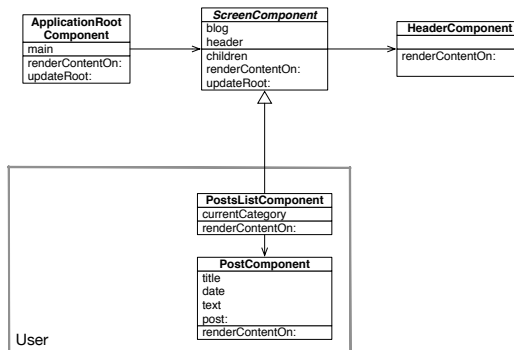 ApplicationRoot
Component
main
renderContentOn:
updateRoot:
ScreenComponent
blog
header
children
renderContentOn:
updateRoot:
HeaderComponent
renderContentOn:
PostsListComponent
currentCategory
renderContentOn:
PostComponent
title
date
text
post:
renderContentOn:
User